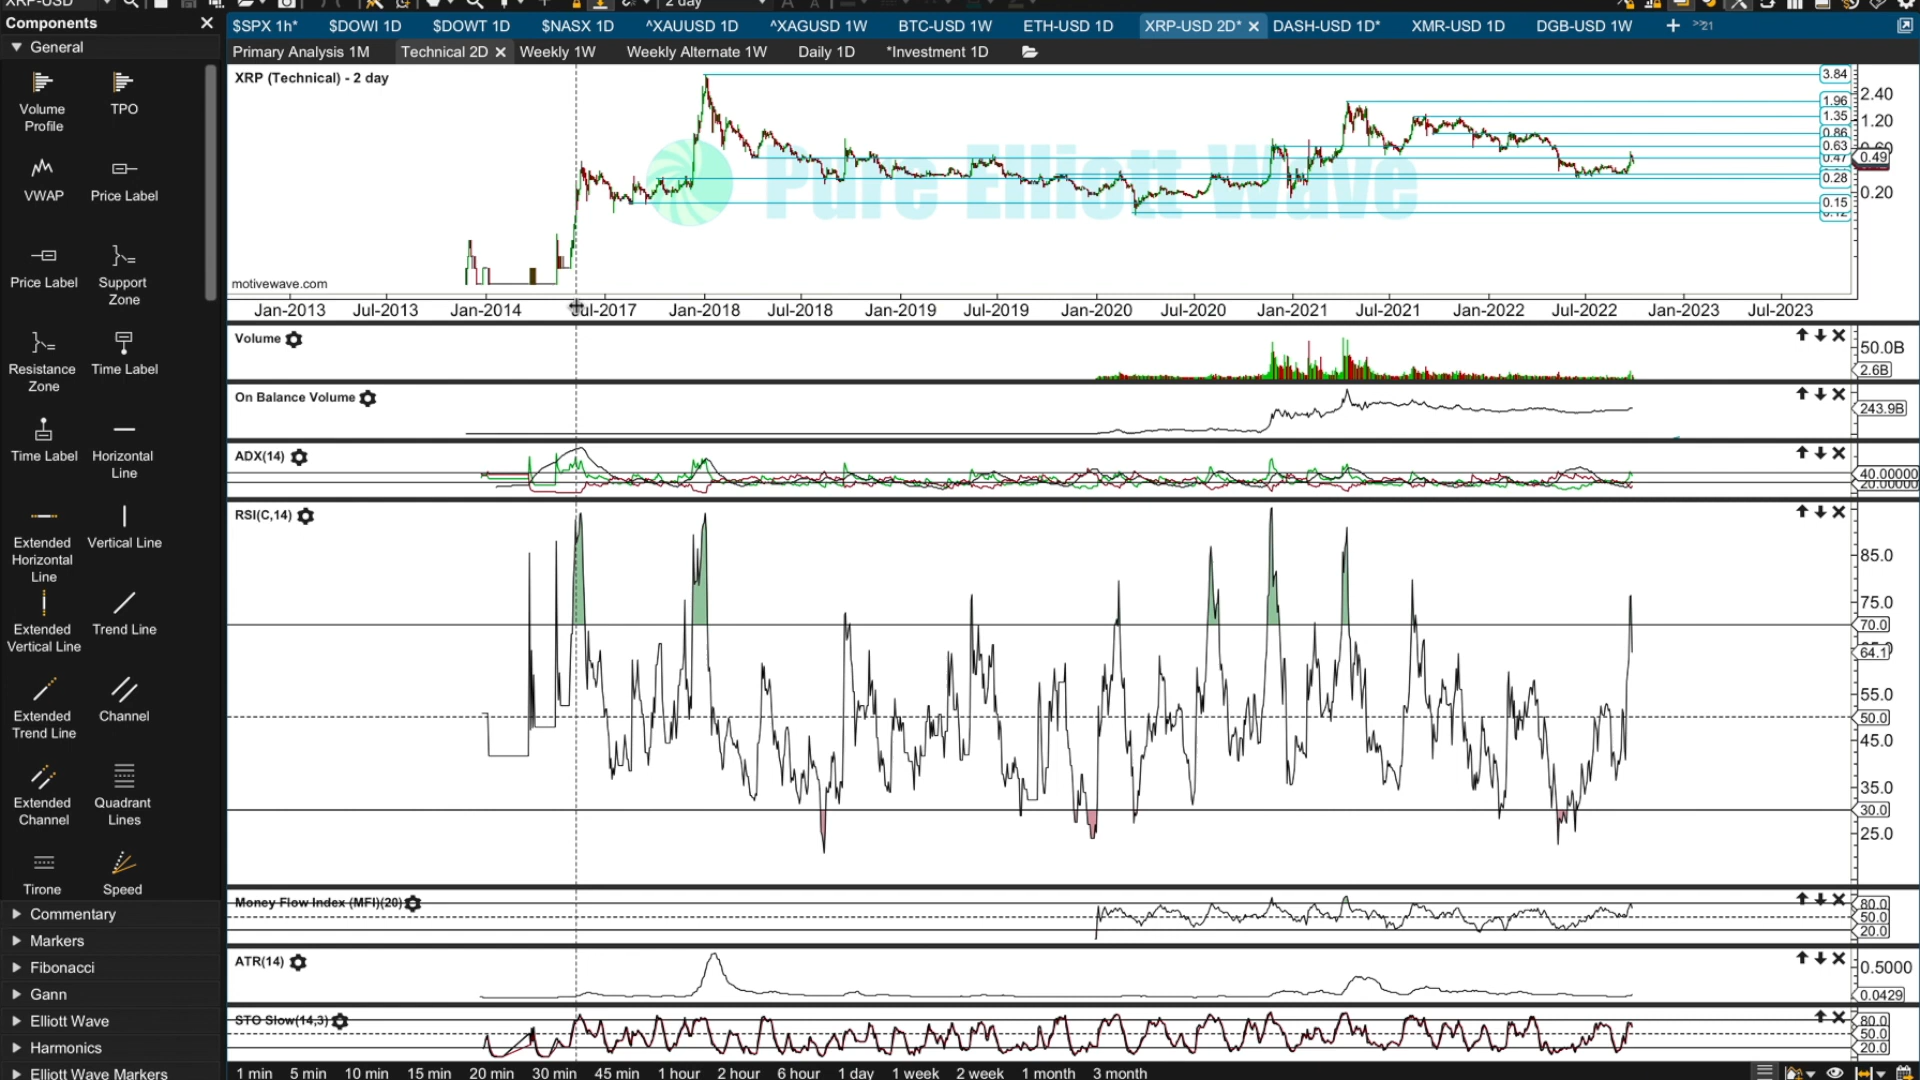 XRP-USD
2 day
Components
$SPX 1h*
$DOWI 1D
$DOWT 1D
$NASX 1D
^XAUUSD 1D
^XAGUSD 1W
BTC-USD 1W
ETH-USD 1D
XRP-USD 2D*
DASH-USD 1D*
XMR-USD 1D
DGB-USD 1W
21
Primary Analysis 1M
Technical 2D
Weekly 1W
Weekly Alternate 1W
Daily 1D
*Investment 1D
General
Volume Profile
TPO
VWAP
Price Label
Price Label
Support Zone
Resistance Zone
Time Label
Time Label
Horizontal Line
Extended Horizontal Line
Vertical Line
Extended Vertical Line
Trend Line
Extended Trend Line
Channel
Extended Channel
Quadrant Lines
Tirone
Speed
Commentary
Markers
Fibonacci
Gann
Elliott Wave
Harmonics
Elliott Wave Markers
XRP (Technical) - 2 day
Pure Elliott Wave
motivewave.com
3.84
2.40
1.96
1.35
1.20
0.86
0.63
0.47
0.49
0.28
0.20
0.15
0.12
Jan-2013
Jul-2013
Jan-2014
Jul-2017
Jan-2018
Jul-2018
Jan-2019
Jul-2019
Jan-2020
Jul-2020
Jan-2021
Jul-2021
Jan-2022
Jul-2022
Jan-2023
Jul-2023
Volume
50.0B
2.6B
On Balance Volume
243.9B
ADX(14)
40.00000
20.00000
RSI(C,14)
85.0
75.0
70.0
64.1
55.0
50.0
45.0
35.0
30.0
25.0
Money Flow Index (MFI)(20)
80.0
50.0
20.0
ATR(14)
0.5000
0.0429
STO Slow(14,3)
80.0
50.0
20.0
1 min
5 min
10 min
15 min
20 min
30 min
45 min
1 hour
2 hour
6 hour
1 day
1 week
2 week
1 month
3 month